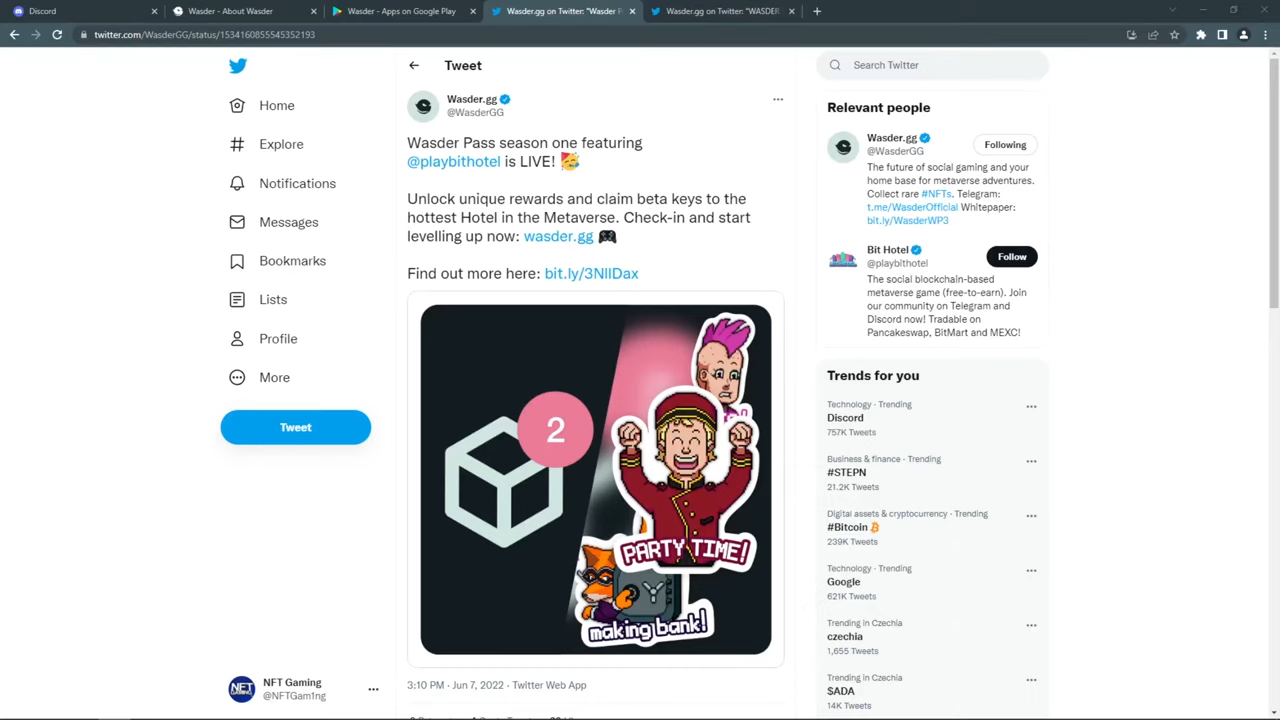 Discord
Wasder - About Wasder
Wasder - Apps on Google Play
Wasder.gg on Twitter: "Wasder P
Wasder.gg on Twitter: "WASDER
twitter.com/WasderGG/status/1534160855545352193
Home
Explore
Notifications
Messages
Bookmarks
Lists
Profile
More
Tweet
NFT Gaming
@NFTGam1ng
Tweet
Wasder.gg
@WasderGG
Wasder Pass season one featuring
@playbithotel is LIVE! 🥳
Unlock unique rewards and claim beta keys to the
hottest Hotel in the Metaverse. Check-in and start
levelling up now: wasder.gg 🎮
Find out more here: bit.ly/3NlIDax
2
PARTY TIME!
making bank!
3:10 PM · Jun 7, 2022 · Twitter Web App
Search Twitter
Relevant people
Wasder.gg
@WasderGG
Following
The future of social gaming and your
home base for metaverse adventures.
Collect rare #NFTs. Telegram:
t.me/WasderOfficial Whitepaper:
bit.ly/WasderWP3
Bit Hotel
@playbithotel
Follow
The social blockchain-based
metaverse game (free-to-earn). Join
our community on Telegram and
Discord now! Tradable on
Pancakeswap, BitMart and MEXC!
Trends for you
Technology · Trending
Discord
757K Tweets
Business & finance · Trending
#STEPN
21.2K Tweets
Digital assets & cryptocurrency · Trending
#Bitcoin
239K Tweets
Technology · Trending
Google
621K Tweets
Trending in Czechia
czechia
1,655 Tweets
Trending in Czechia
$ADA
14K Tweets